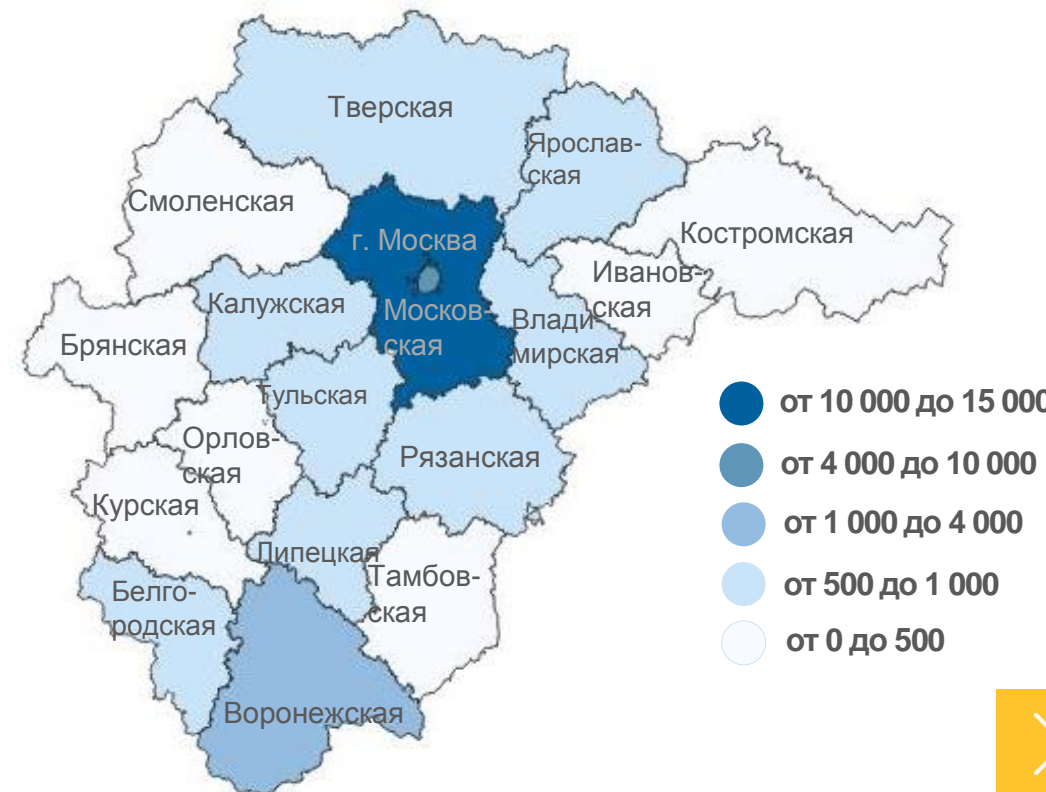 Тверская
Ярослав-
ская
Смоленская
г. Москва
Костромская
Иванов-
ская
Калужская
Москов-
ская
Влади-
мирская
Брянская
Тульская
Орлов-
ская
Рязанская
Курская
Липецкая
Тамбов-
ская
Белго-
родская
Воронежская
от 10 000 до 15 000
от 4 000 до 10 000
от 1 000 до 4 000
от 500 до 1 000
от 0 до 500